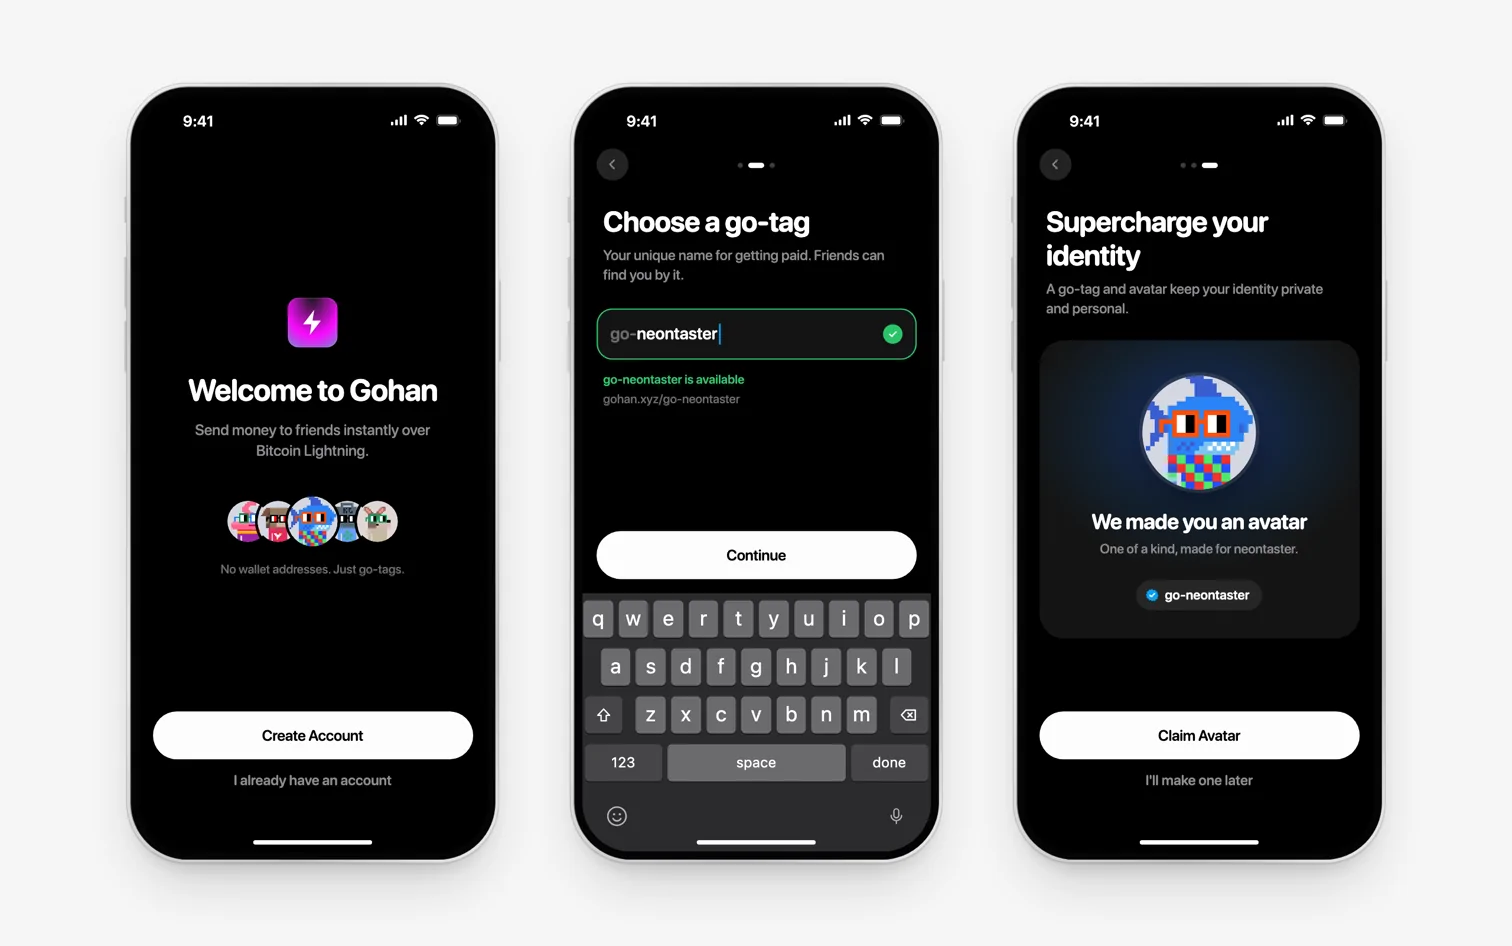 9:41
Welcome to Gohan
Send money to friends instantly over
Bitcoin Lightning.
No wallet addresses. Just go-tags.
Create Account
I already have an account
9:41
Choose a go-tag
Your unique name for getting paid. Friends can
find you by it.
go-neontaster
go-neontaster is available
gohan.xyz/go-neontaster
Continue
q w e r t y u i o p
a s d f g h j k l
z x c v b n m
123 space done
9:41
Supercharge your
identity
A go-tag and avatar keep your identity private
and personal.
We made you an avatar
One of a kind, made for neontaster.
go-neontaster
Claim Avatar
I'll make one later